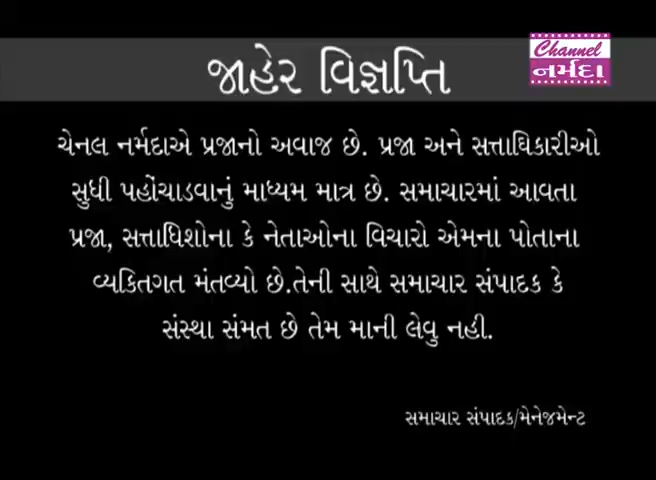 Channel
નર્મદા
જાહેર વિજ્ઞપ્તિ
ચેનલ નર્મદાએ પ્રજાનો અવાજ છે. પ્રજા અને સત્તાધિકારીઓ
સુધી પહોંચાડવાનું માધ્યમ માત્ર છે. સમાચારમાં આવતા
પ્રજા, સત્તાધિશોના કે નેતાઓના વિચારો એમના પોતાના
વ્યકિતગત મંતવ્યો છે.તેની સાથે સમાચાર સંપાદક કે
સંસ્થા સંમત છે તેમ માની લેવુ નહી.
સમાચાર સંપાદક/મેનેજમેન્ટ